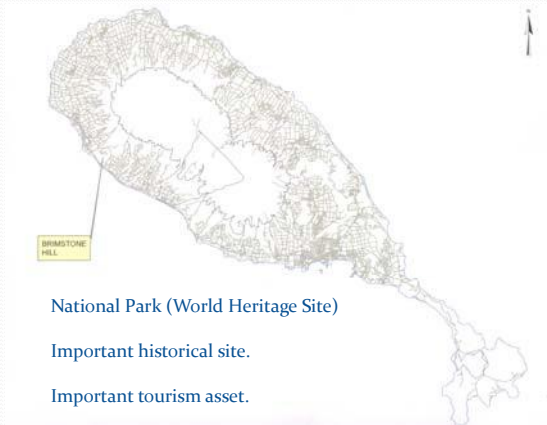 BRIMSTONE
HILL
National Park (World Heritage Site)
Important historical site.
Important tourism asset.